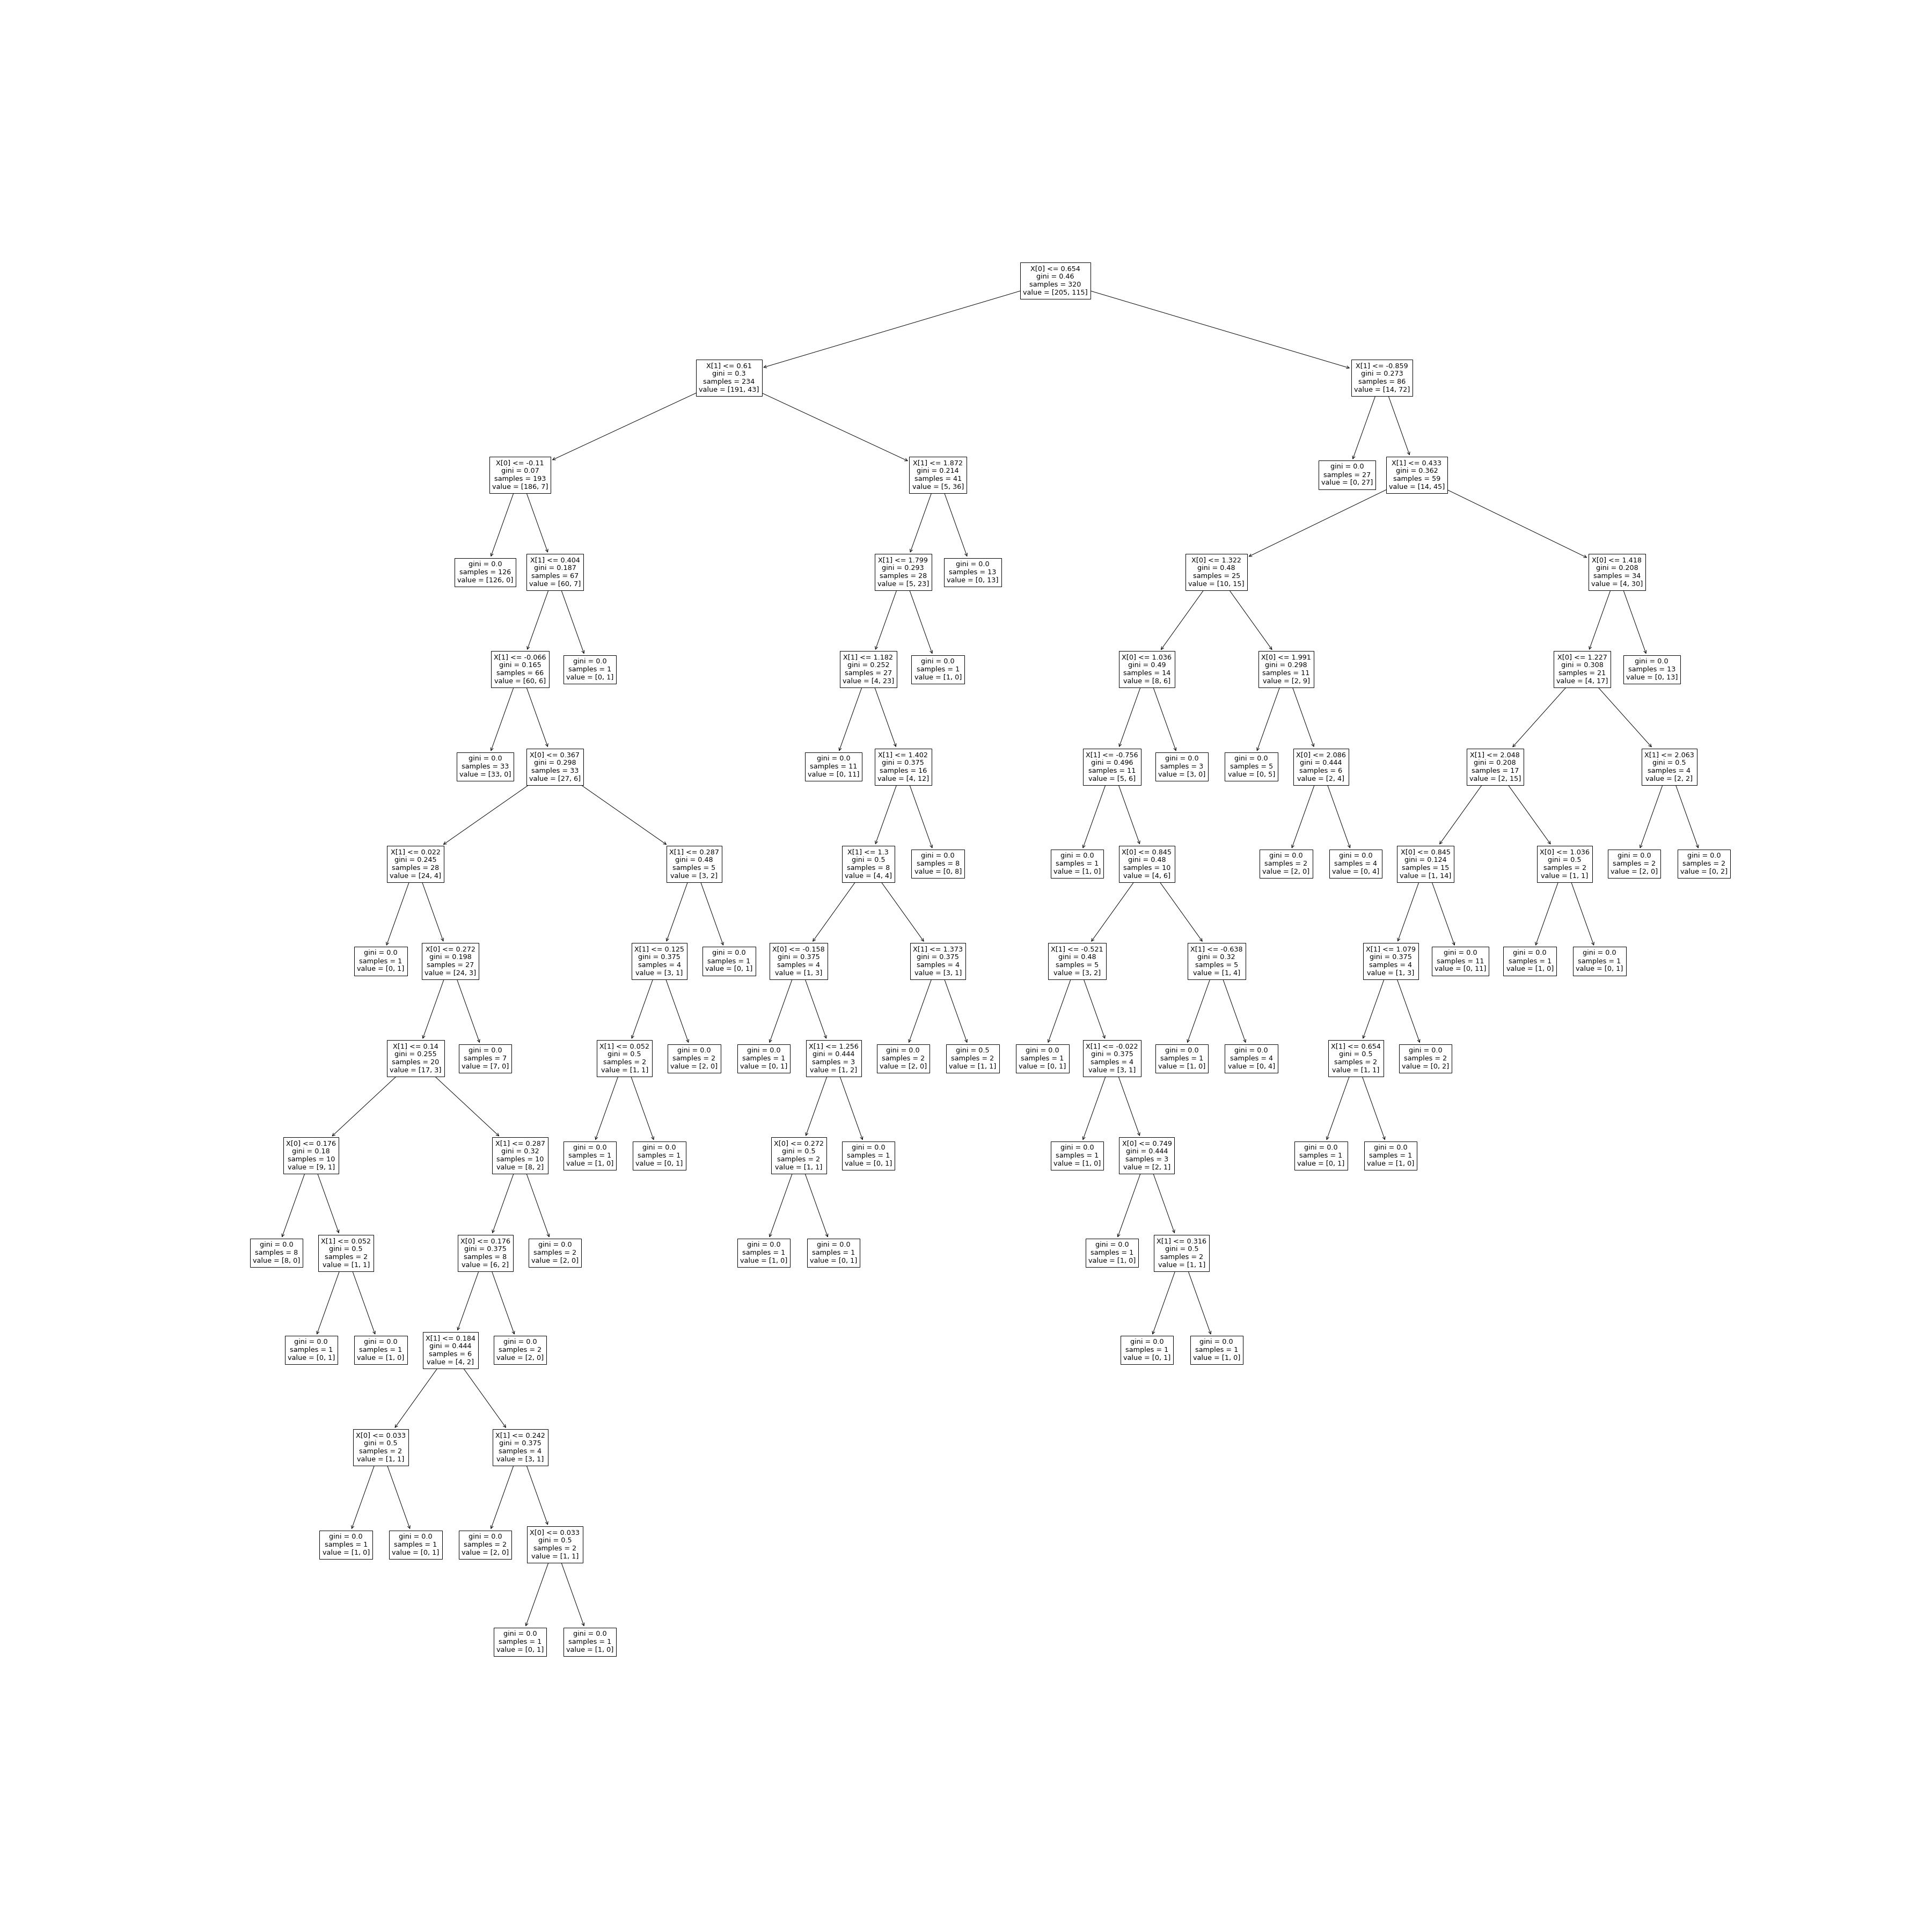 X[0] <= 0.654
gini = 0.46
samples = 320
value = [205, 115]
X[1] <= 0.61
gini = 0.3
samples = 234
value = [191, 43]
X[1] <= -0.859
gini = 0.273
samples = 86
value = [14, 72]
X[0] <= -0.11
gini = 0.07
samples = 193
value = [186, 7]
X[1] <= 1.872
gini = 0.214
samples = 41
value = [5, 36]
gini = 0.0
samples = 27
value = [0, 27]
X[1] <= 0.433
gini = 0.362
samples = 59
value = [14, 45]
gini = 0.0
samples = 126
value = [126, 0]
X[1] <= 0.404
gini = 0.187
samples = 67
value = [60, 7]
X[1] <= 1.799
gini = 0.293
samples = 28
value = [5, 23]
gini = 0.0
samples = 13
value = [0, 13]
X[0] <= 1.322
gini = 0.48
samples = 25
value = [10, 15]
X[0] <= 1.418
gini = 0.208
samples = 34
value = [4, 30]
X[1] <= -0.066
gini = 0.165
samples = 66
value = [60, 6]
gini = 0.0
samples = 1
value = [0, 1]
X[1] <= 1.182
gini = 0.252
samples = 27
value = [4, 23]
gini = 0.0
samples = 1
value = [1, 0]
X[0] <= 1.036
gini = 0.49
samples = 14
value = [8, 6]
X[0] <= 1.991
gini = 0.298
samples = 11
value = [2, 9]
X[0] <= 1.227
gini = 0.308
samples = 21
value = [4, 17]
gini = 0.0
samples = 13
value = [0, 13]
gini = 0.0
samples = 33
value = [33, 0]
X[0] <= 0.367
gini = 0.298
samples = 33
value = [27, 6]
gini = 0.0
samples = 11
value = [0, 11]
X[1] <= 1.402
gini = 0.375
samples = 16
value = [4, 12]
X[1] <= -0.756
gini = 0.496
samples = 11
value = [5, 6]
gini = 0.0
samples = 3
value = [3, 0]
gini = 0.0
samples = 5
value = [0, 5]
X[0] <= 2.086
gini = 0.444
samples = 6
value = [2, 4]
X[1] <= 2.048
gini = 0.208
samples = 17
value = [2, 15]
X[1] <= 2.063
gini = 0.5
samples = 4
value = [2, 2]
X[1] <= 0.022
gini = 0.245
samples = 28
value = [24, 4]
X[1] <= 0.287
gini = 0.48
samples = 5
value = [3, 2]
X[1] <= 1.3
gini = 0.5
samples = 8
value = [4, 4]
gini = 0.0
samples = 8
value = [0, 8]
gini = 0.0
samples = 1
value = [1, 0]
X[0] <= 0.845
gini = 0.48
samples = 10
value = [4, 6]
gini = 0.0
samples = 2
value = [2, 0]
gini = 0.0
samples = 4
value = [0, 4]
X[0] <= 0.845
gini = 0.124
samples = 15
value = [1, 14]
X[0] <= 1.036
gini = 0.5
samples = 2
value = [1, 1]
gini = 0.0
samples = 2
value = [2, 0]
gini = 0.0
samples = 2
value = [0, 2]
gini = 0.0
samples = 1
value = [0, 1]
X[0] <= 0.272
gini = 0.198
samples = 27
value = [24, 3]
X[1] <= 0.125
gini = 0.375
samples = 4
value = [3, 1]
gini = 0.0
samples = 1
value = [0, 1]
X[0] <= -0.158
gini = 0.375
samples = 4
value = [1, 3]
X[1] <= 1.373
gini = 0.375
samples = 4
value = [3, 1]
X[1] <= -0.521
gini = 0.48
samples = 5
value = [3, 2]
X[1] <= -0.638
gini = 0.32
samples = 5
value = [1, 4]
X[1] <= 1.079
gini = 0.375
samples = 4
value = [1, 3]
gini = 0.0
samples = 11
value = [0, 11]
gini = 0.0
samples = 1
value = [1, 0]
gini = 0.0
samples = 1
value = [0, 1]
X[1] <= 0.14
gini = 0.255
samples = 20
value = [17, 3]
gini = 0.0
samples = 7
value = [7, 0]
X[1] <= 0.052
gini = 0.5
samples = 2
value = [1, 1]
gini = 0.0
samples = 2
value = [2, 0]
gini = 0.0
samples = 1
value = [0, 1]
X[1] <= 1.256
gini = 0.444
samples = 3
value = [1, 2]
gini = 0.0
samples = 2
value = [2, 0]
gini = 0.5
samples = 2
value = [1, 1]
gini = 0.0
samples = 1
value = [0, 1]
X[1] <= -0.022
gini = 0.375
samples = 4
value = [3, 1]
gini = 0.0
samples = 1
value = [1, 0]
gini = 0.0
samples = 4
value = [0, 4]
X[1] <= 0.654
gini = 0.5
samples = 2
value = [1, 1]
gini = 0.0
samples = 2
value = [0, 2]
X[0] <= 0.176
gini = 0.18
samples = 10
value = [9, 1]
X[1] <= 0.287
gini = 0.32
samples = 10
value = [8, 2]
gini = 0.0
samples = 1
value = [1, 0]
gini = 0.0
samples = 1
value = [0, 1]
X[0] <= 0.272
gini = 0.5
samples = 2
value = [1, 1]
gini = 0.0
samples = 1
value = [0, 1]
gini = 0.0
samples = 1
value = [1, 0]
X[0] <= 0.749
gini = 0.444
samples = 3
value = [2, 1]
gini = 0.0
samples = 1
value = [0, 1]
gini = 0.0
samples = 1
value = [1, 0]
gini = 0.0
samples = 8
value = [8, 0]
X[1] <= 0.052
gini = 0.5
samples = 2
value = [1, 1]
X[0] <= 0.176
gini = 0.375
samples = 8
value = [6, 2]
gini = 0.0
samples = 2
value = [2, 0]
gini = 0.0
samples = 1
value = [1, 0]
gini = 0.0
samples = 1
value = [0, 1]
gini = 0.0
samples = 1
value = [1, 0]
X[1] <= 0.316
gini = 0.5
samples = 2
value = [1, 1]
gini = 0.0
samples = 1
value = [0, 1]
gini = 0.0
samples = 1
value = [1, 0]
X[1] <= 0.184
gini = 0.444
samples = 6
value = [4, 2]
gini = 0.0
samples = 2
value = [2, 0]
gini = 0.0
samples = 1
value = [0, 1]
gini = 0.0
samples = 1
value = [1, 0]
X[0] <= 0.033
gini = 0.5
samples = 2
value = [1, 1]
X[1] <= 0.242
gini = 0.375
samples = 4
value = [3, 1]
gini = 0.0
samples = 1
value = [1, 0]
gini = 0.0
samples = 1
value = [0, 1]
gini = 0.0
samples = 2
value = [2, 0]
X[0] <= 0.033
gini = 0.5
samples = 2
value = [1, 1]
gini = 0.0
samples = 1
value = [0, 1]
gini = 0.0
samples = 1
value = [1, 0]